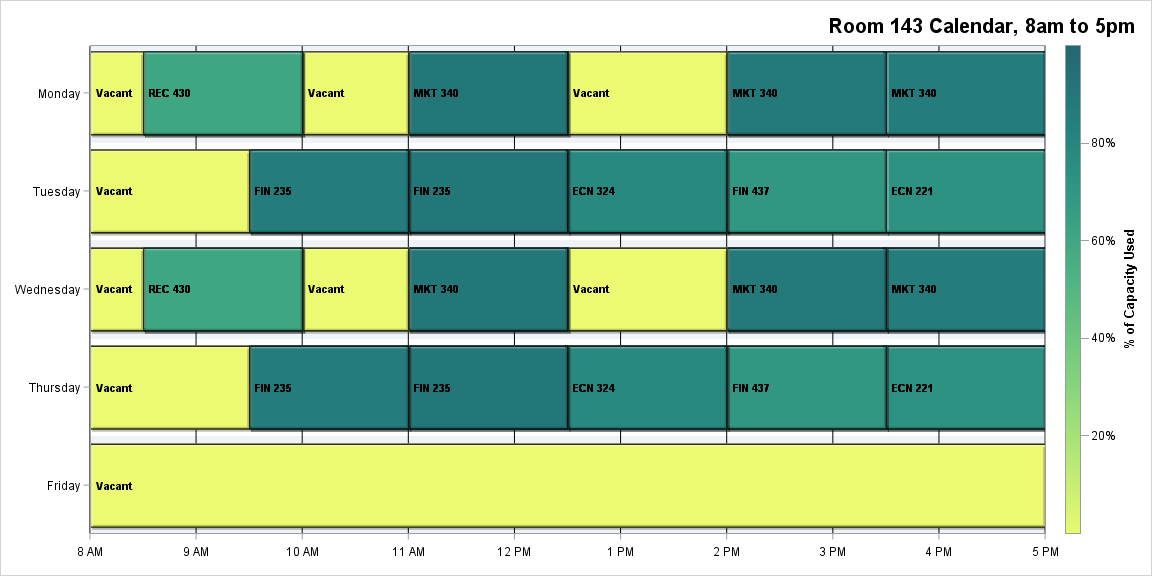 Room 143 Calendar, 8am to 5pm
Monday
Vacant
REC 430
Vacant
MKT 340
Vacant
MKT 340
MKT 340
Tuesday
Vacant
FIN 235
FIN 235
ECN 324
FIN 437
ECN 221
Wednesday
Vacant
REC 430
Vacant
MKT 340
Vacant
MKT 340
MKT 340
Thursday
Vacant
FIN 235
FIN 235
ECN 324
FIN 437
ECN 221
Friday
Vacant
8 AM
9 AM
10 AM
11 AM
12 PM
1 PM
2 PM
3 PM
4 PM
5 PM
80%
60%
40%
20%
% of Capacity Used